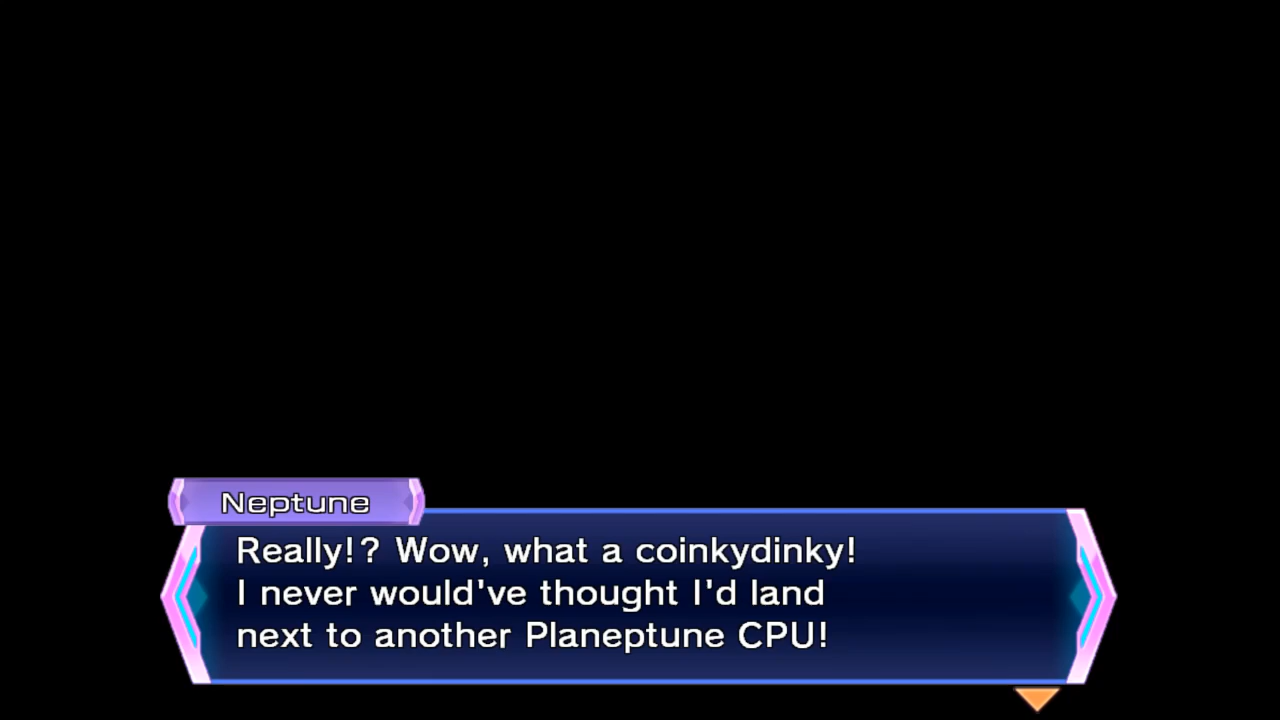 Neptune
Really!? Wow, what a coinkydinky!
I never would've thought I'd land
next to another Planeptune CPU!